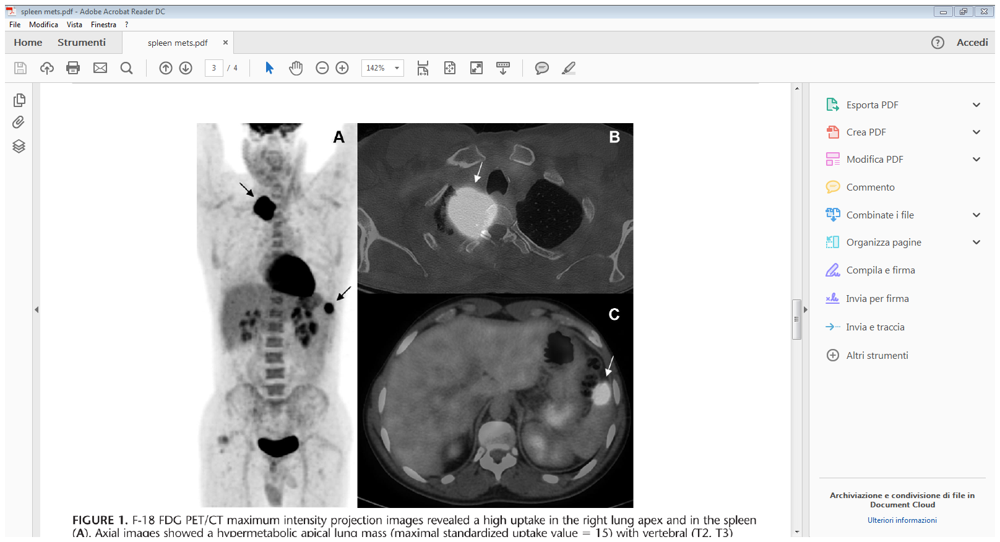 spleen mets.pdf - Adobe Acrobat Reader DC
File Modifica Vista Finestra ?
Home Strumenti spleen mets.pdf × ? Accedi
3 / 4 142%
A
B
C
FIGURE 1. F-18 FDG PET/CT maximum intensity projection images revealed a high uptake in the right lung apex and in the spleen
(A). Axial images showed a hypermetabolic apical lung mass (maximal standardized uptake value = 15) with vertebral (T2, T3)
Esporta PDF
Crea PDF
Modifica PDF
Commento
Combinate i file
Organizza pagine
Compila e firma
Invia per firma
Invia e traccia
Altri strumenti
Archiviazione e condivisione di file in
Document Cloud
Ulteriori informazioni